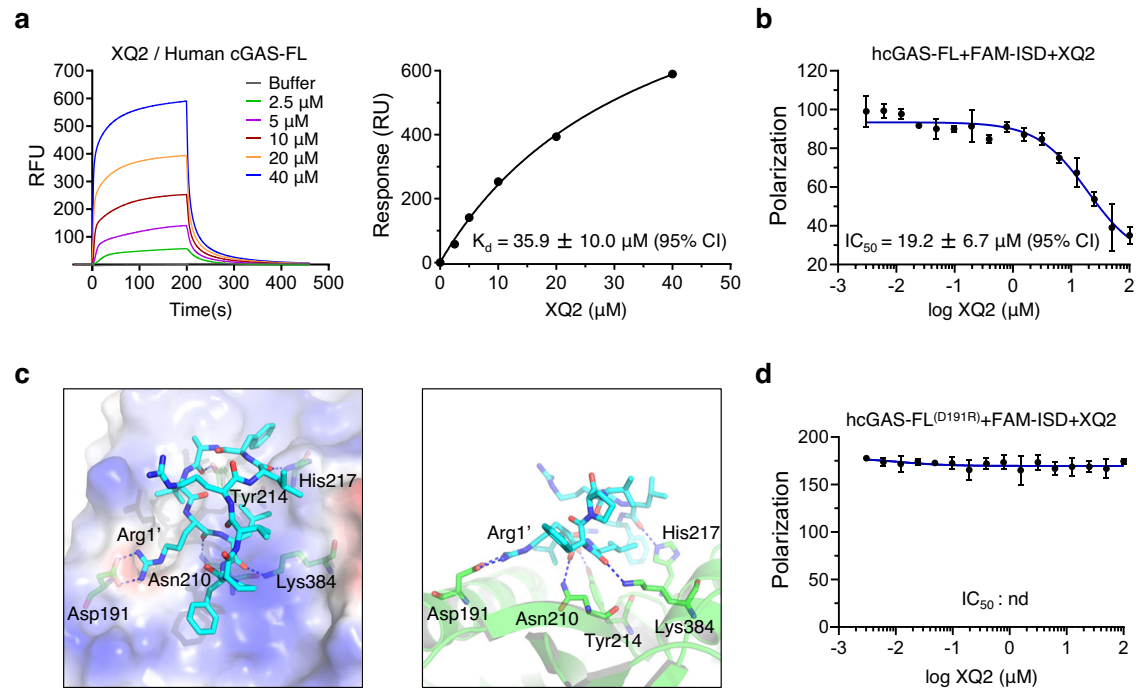 a
XQ2 / Human cGAS-FL
700
600
500
400
300
200
100
RFU
0 100 200 300 400 500
Time(s)
Buffer
2.5 µM
5 µM
10 µM
20 µM
40 µM
600
400
200
0
Response (RU)
K_d = 35.9 ± 10.0 µM (95% CI)
0 10 20 30 40 50
XQ2 (µM)
b
hcGAS-FL+FAM-ISD+XQ2
120
100
80
60
40
20
Polarization
IC50 = 19.2 ± 6.7 µM (95% CI)
-3 -2 -1 0 1 2
log XQ2 (µM)
c
His217
Tyr214
Arg1’
Asn210
Lys384
Asp191
Arg1’
His217
Asp191
Asn210
Tyr214
Lys384
d
hcGAS-FL(D191R)+FAM-ISD+XQ2
200
150
100
50
0
Polarization
IC50 : nd
-3 -2 -1 0 1 2
log XQ2 (µM)